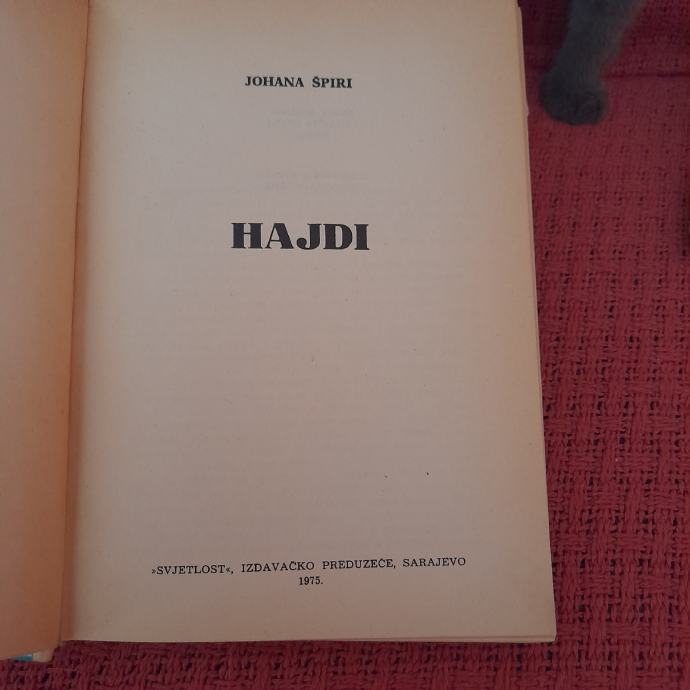 JOHANA ŠPIRI
HAJDI
»SVJETLOST«, IZDAVAČKO PREDUZEĆE, SARAJEVO
1975.